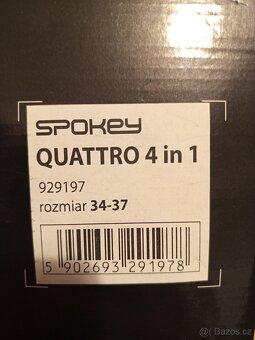 SPOKEY
QUATTRO 4 in 1
929197
rozmiar 34-37
5 902693 291978
Bazos.cz